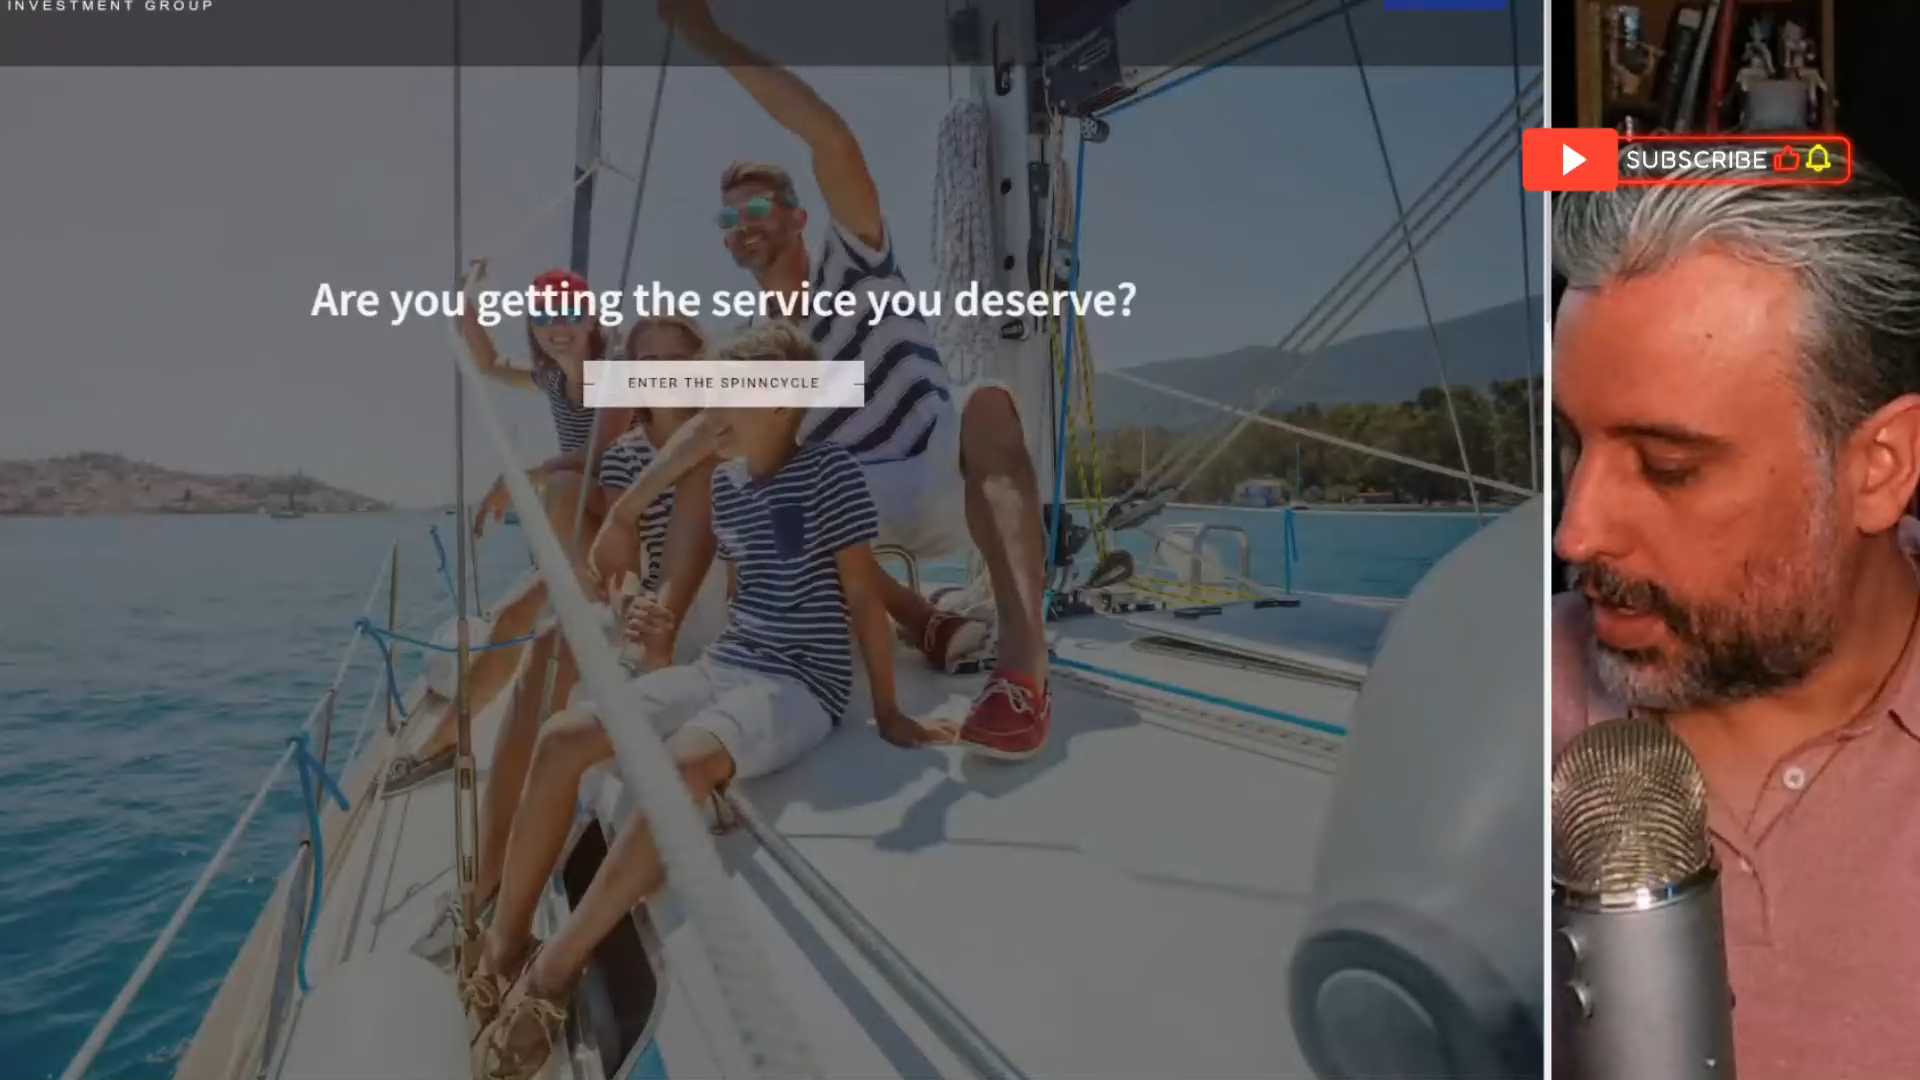 INVESTMENT GROUP
SUBSCRIBE
Are you getting the service you deserve?
ENTER THE SPINNCYCLE